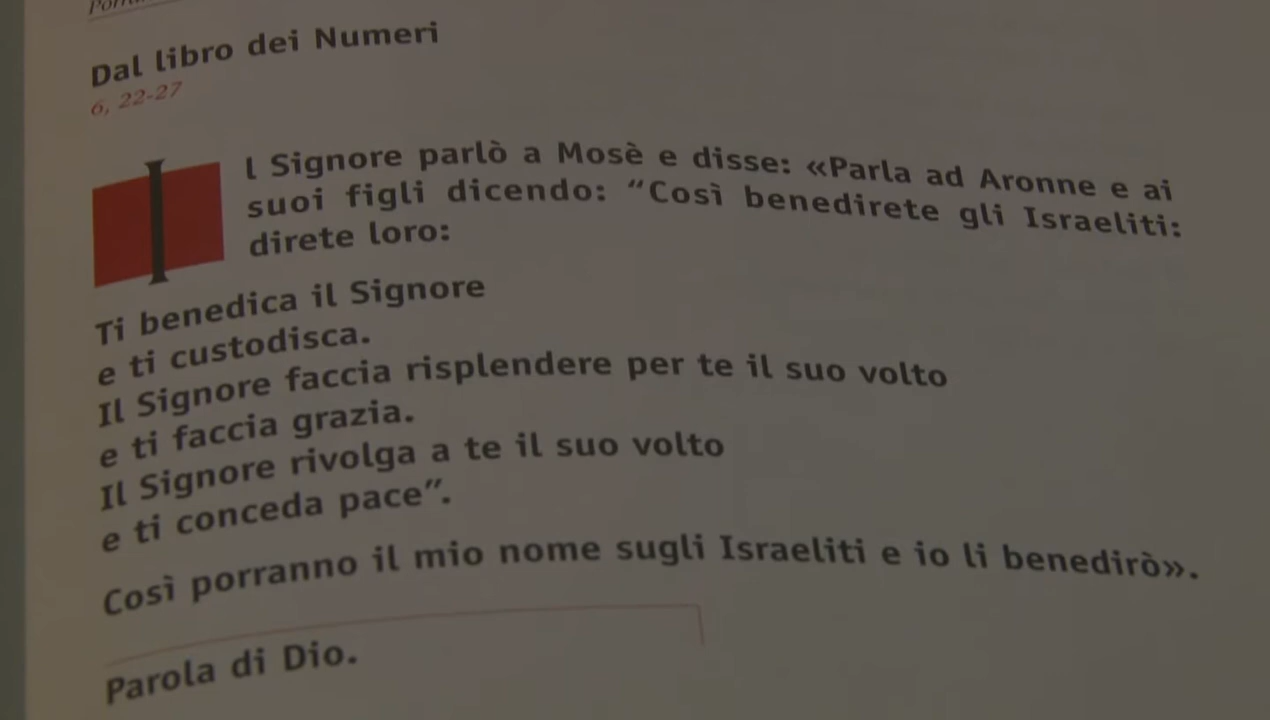 Dal libro dei Numeri
6, 22-27
Il Signore parlò a Mosè e disse: «Parla ad Aronne e ai
suoi figli dicendo: “Così benedirete gli Israeliti:
direte loro:
Ti benedica il Signore
e ti custodisca.
Il Signore faccia risplendere per te il suo volto
e ti faccia grazia.
Il Signore rivolga a te il suo volto
e ti conceda pace”.
Così porranno il mio nome sugli Israeliti e io li benedirò».
Parola di Dio.